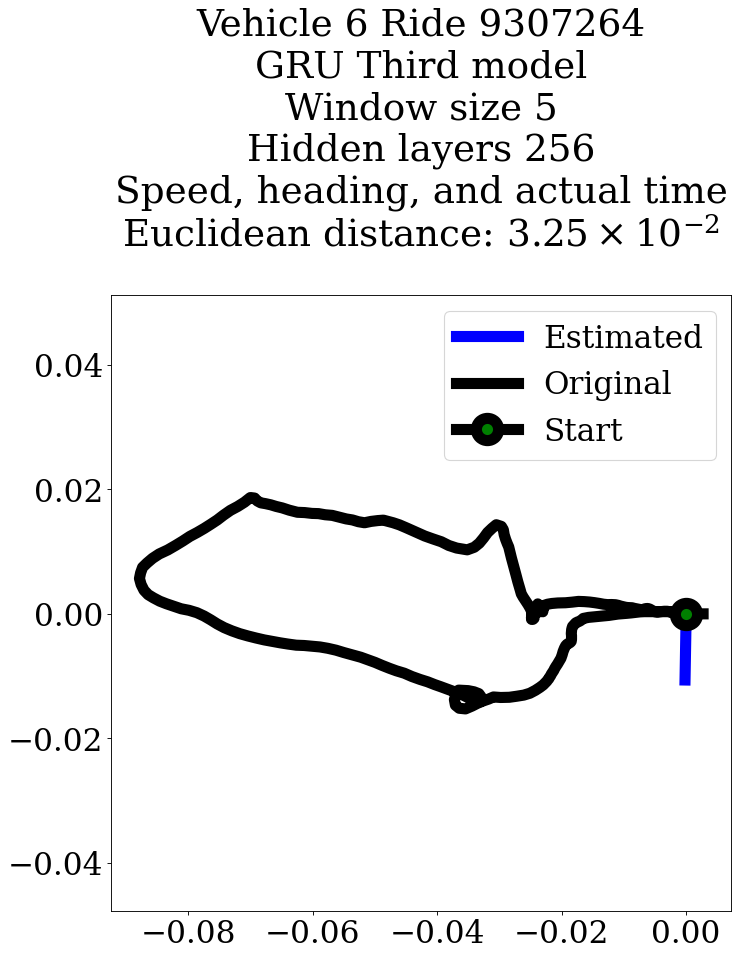 Vehicle 6 Ride 9307264
GRU Third model
Window size 5
Hidden layers 256
Speed, heading, and actual time
Euclidean distance: 3.25 × 10⁻²
Estimated
Original
Start
0.04
0.02
0.00
−0.02
−0.04
−0.08 −0.06 −0.04 −0.02 0.00